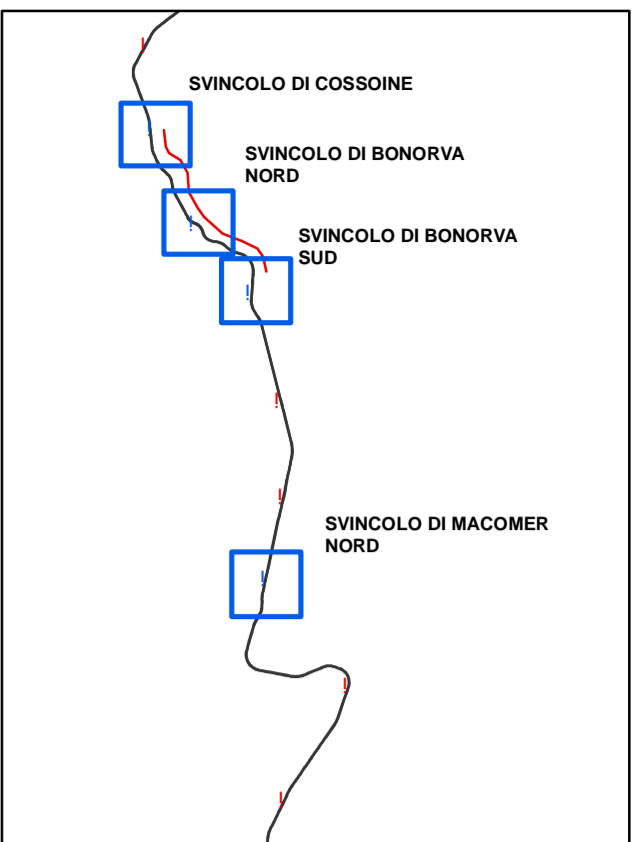 SVINCOLO DI COSSOINE
SVINCOLO DI BONORVA
NORD
SVINCOLO DI BONORVA
SUD
SVINCOLO DI MACOMER
NORD